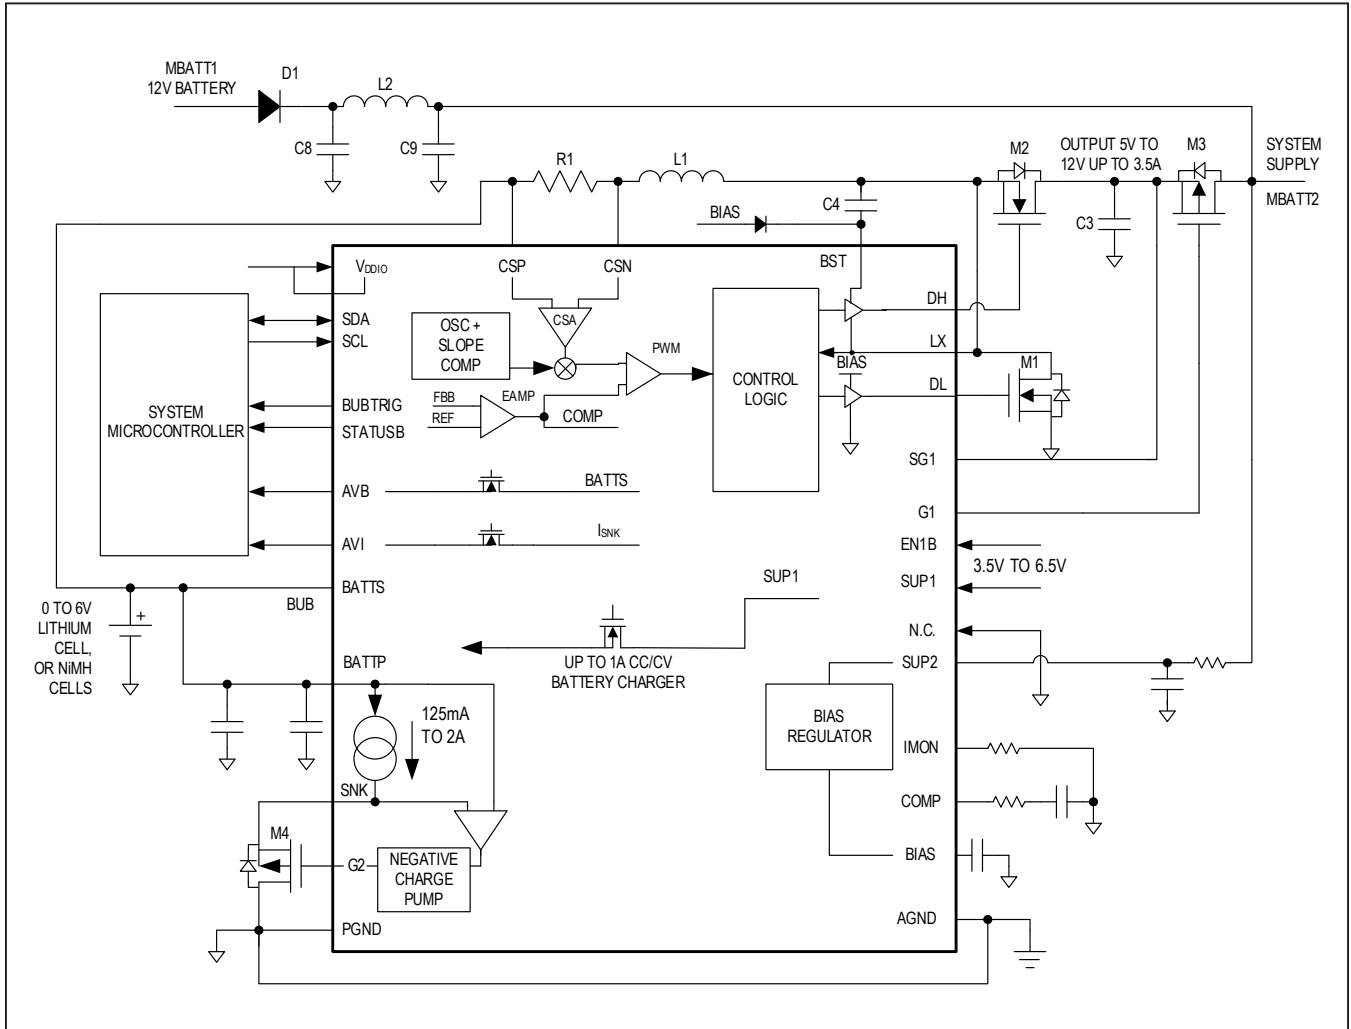 MBATT1
12V BATTERY
D1
L2
C8
C9
R1
L1
M2
OUTPUT 5V TO
12V UP TO 3.5A
M3
SYSTEM
SUPPLY
MBATT2
C4
C3
BIAS
VDDIO
CSP
CSN
BST
SDA
SCL
OSC +
SLOPE
COMP
CSA
PWM
DH
LX
BIAS
M1
CONTROL
LOGIC
DL
FBB
EAMP
REF
COMP
SYSTEM
MICROCONTROLLER
BUBTRIG
STATUSB
SG1
AVB
BATTS
G1
AVI
ISNK
EN1B
3.5V TO 6.5V
BATTS
BUB
SUP1
SUP1
0 TO 6V
LITHIUM
CELL,
OR NiMH
CELLS
+
N.C.
BATTP
UP TO 1A CC/CV
BATTERY CHARGER
SUP2
125mA
TO 2A
BIAS
REGULATOR
IMON
SNK
COMP
M4
G2
NEGATIVE
CHARGE
PUMP
BIAS
PGND
AGND